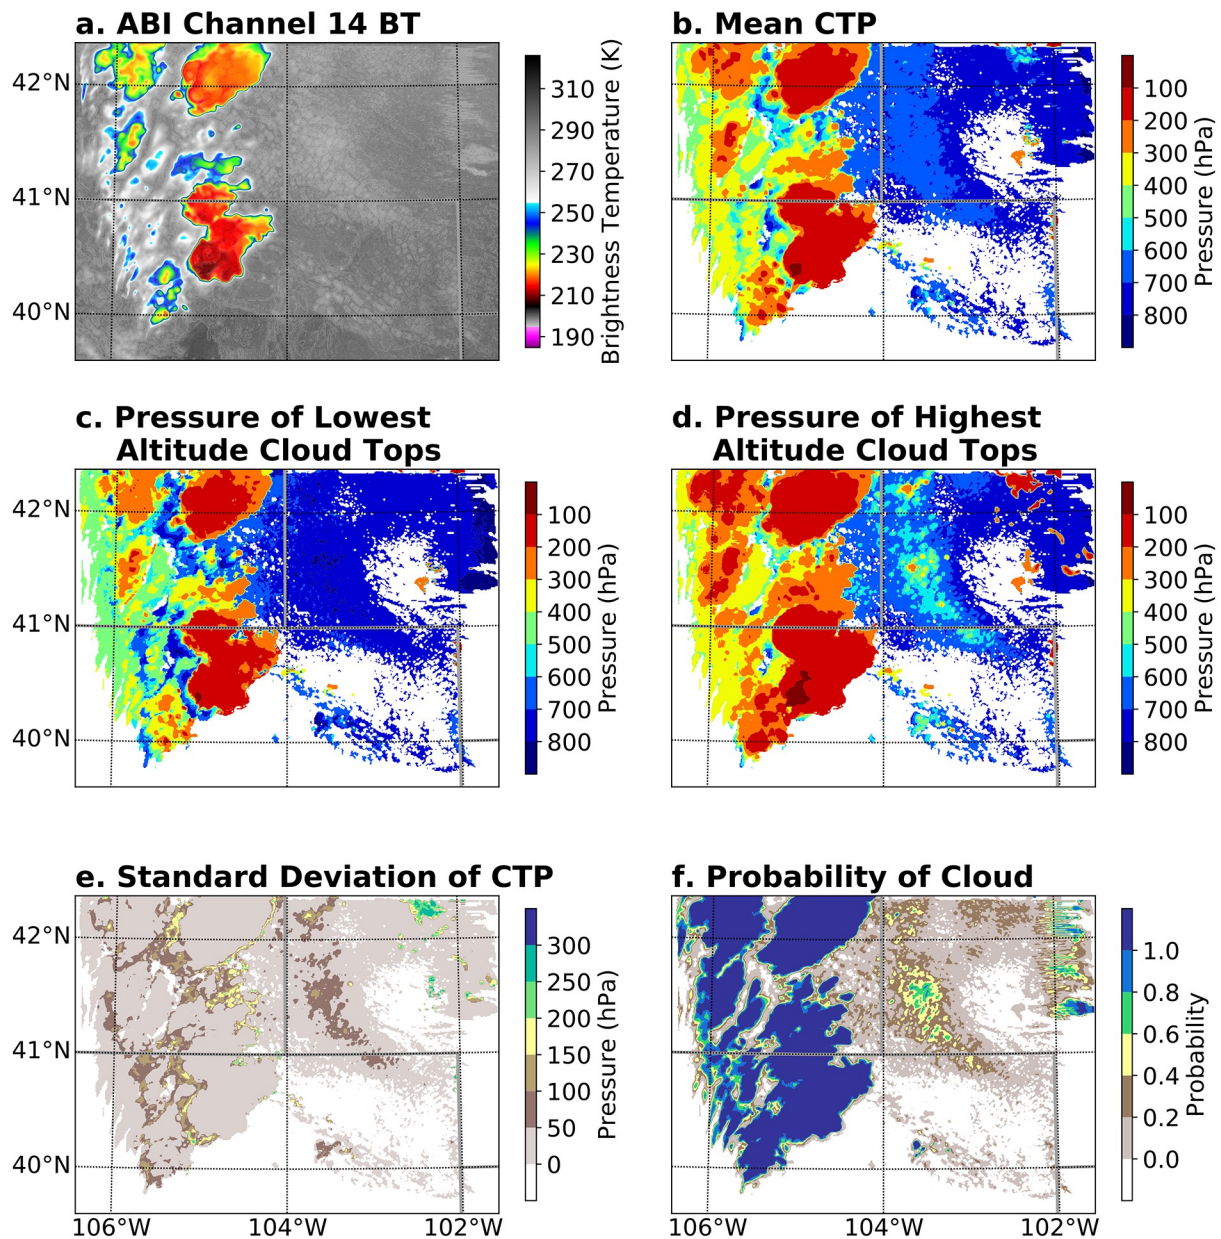 a. ABI Channel 14 BT
42°N
41°N
40°N
310
290
270
250
230
210
190
Brightness Temperature (K)
b. Mean CTP
100
200
300
400
500
600
700
800
Pressure (hPa)
c. Pressure of Lowest
Altitude Cloud Tops
42°N
41°N
40°N
100
200
300
400
500
600
700
800
Pressure (hPa)
d. Pressure of Highest
Altitude Cloud Tops
100
200
300
400
500
600
700
800
Pressure (hPa)
e. Standard Deviation of CTP
42°N
41°N
40°N
106°W
104°W
102°W
300
250
200
150
100
50
0
Pressure (hPa)
f. Probability of Cloud
106°W
104°W
102°W
1.0
0.8
0.6
0.4
0.2
0.0
Probability